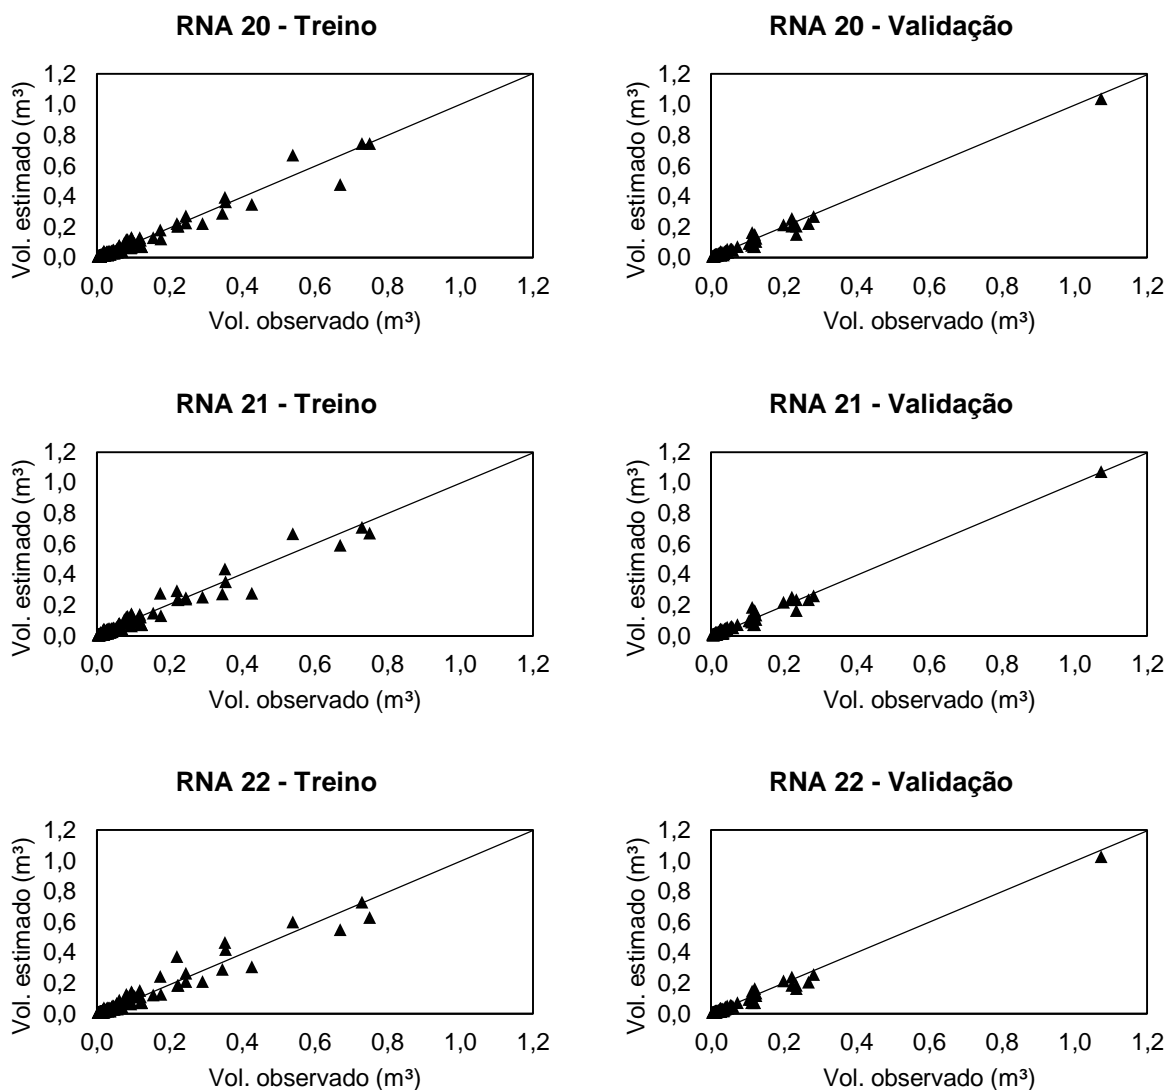 RNA 20 - Treino
Vol. estimado (m³)
1,2
1,0
0,8
0,6
0,4
0,2
0,0
0,0 0,2 0,4 0,6 0,8 1,0 1,2
Vol. observado (m³)
RNA 20 - Validação
Vol. estimado (m³)
1,2
1,0
0,8
0,6
0,4
0,2
0,0
0,0 0,2 0,4 0,6 0,8 1,0 1,2
Vol. observado (m³)
RNA 21 - Treino
Vol. estimado (m³)
1,2
1,0
0,8
0,6
0,4
0,2
0,0
0,0 0,2 0,4 0,6 0,8 1,0 1,2
Vol. observado (m³)
RNA 21 - Validação
Vol. estimado (m³)
1,2
1,0
0,8
0,6
0,4
0,2
0,0
0,0 0,2 0,4 0,6 0,8 1,0 1,2
Vol. observado (m³)
RNA 22 - Treino
Vol. estimado (m³)
1,2
1,0
0,8
0,6
0,4
0,2
0,0
0,0 0,2 0,4 0,6 0,8 1,0 1,2
Vol. observado (m³)
RNA 22 - Validação
Vol. estimado (m³)
1,2
1,0
0,8
0,6
0,4
0,2
0,0
0,0 0,2 0,4 0,6 0,8 1,0 1,2
Vol. observado (m³)